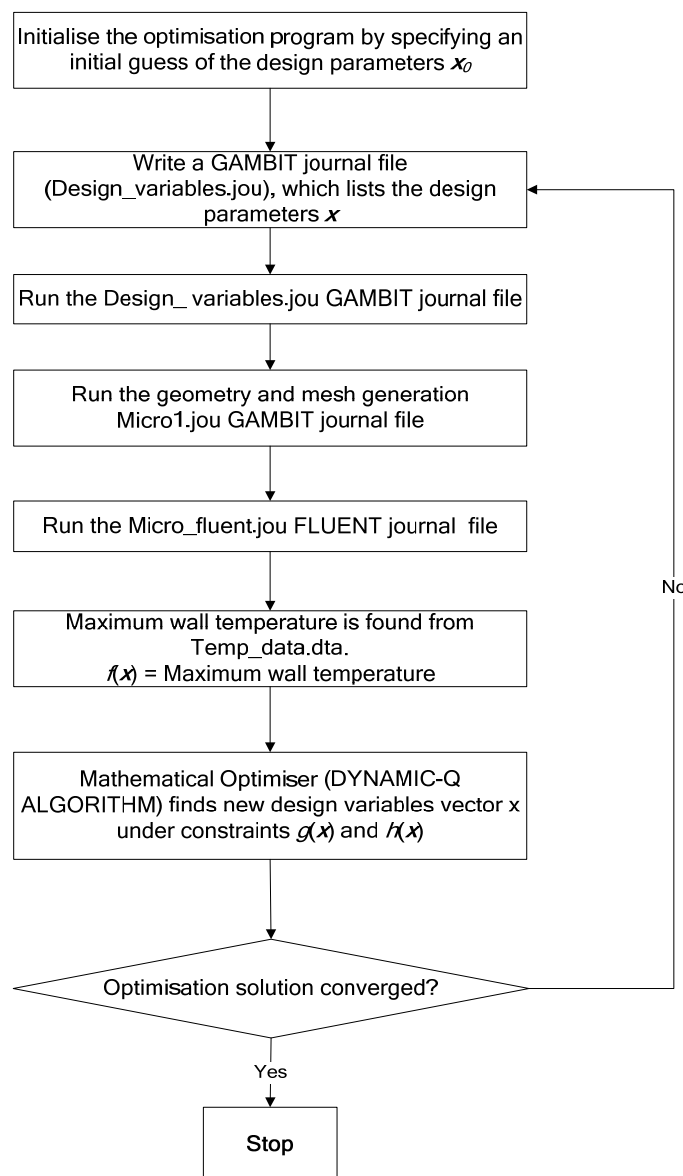 Initialise the optimisation program by specifying an
initial guess of the design parameters x0
Write a GAMBIT journal file
(Design_variables.jou), which lists the design
parameters x
Run the Design_ variables.jou GAMBIT journal file
Run the geometry and mesh generation
Micro1.jou GAMBIT journal file
Run the Micro_fluent.jou FLUENT journal file
No
Maximum wall temperature is found from
Temp_data.dta.
f(x) = Maximum wall temperature
Mathematical Optimiser (DYNAMIC-Q
ALGORITHM) finds new design variables vector x
under constraints g(x) and h(x)
Optimisation solution converged?
Yes
Stop